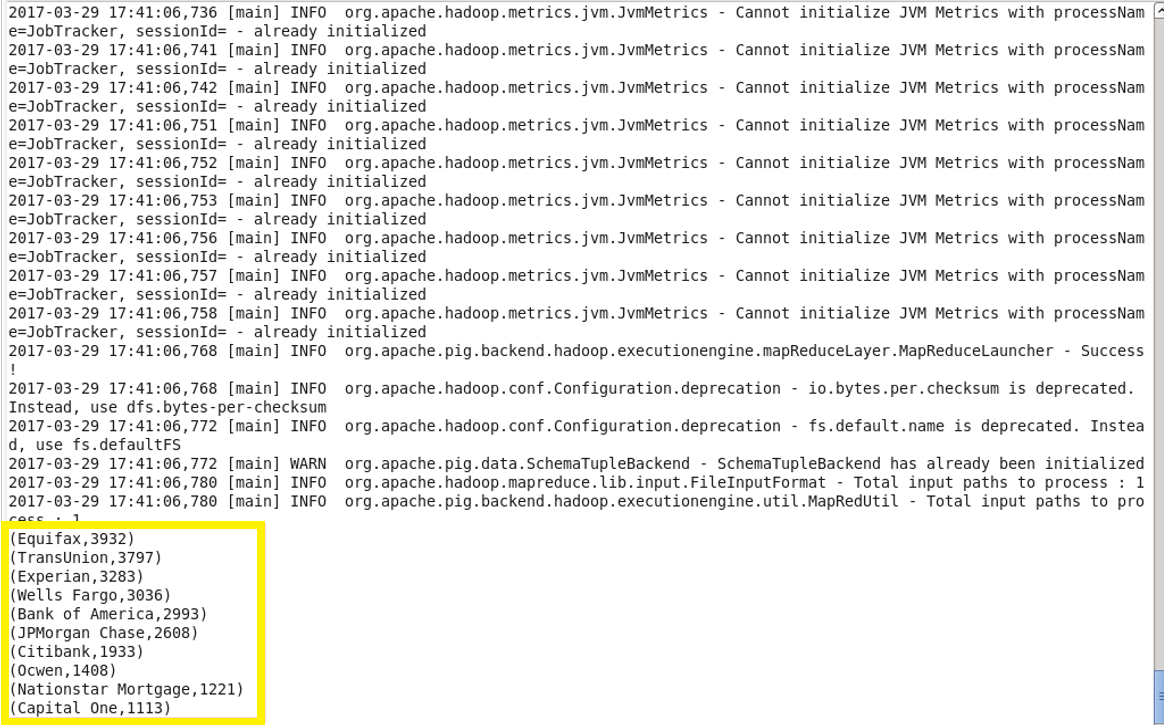 2017-03-29 17:41:06,736 [main] INFO  org.apache.hadoop.metrics.jvm.JvmMetrics - Cannot initialize JVM Metrics with processNam
e=JobTracker, sessionId= - already initialized
2017-03-29 17:41:06,741 [main] INFO  org.apache.hadoop.metrics.jvm.JvmMetrics - Cannot initialize JVM Metrics with processNam
e=JobTracker, sessionId= - already initialized
2017-03-29 17:41:06,742 [main] INFO  org.apache.hadoop.metrics.jvm.JvmMetrics - Cannot initialize JVM Metrics with processNam
e=JobTracker, sessionId= - already initialized
2017-03-29 17:41:06,751 [main] INFO  org.apache.hadoop.metrics.jvm.JvmMetrics - Cannot initialize JVM Metrics with processNam
e=JobTracker, sessionId= - already initialized
2017-03-29 17:41:06,752 [main] INFO  org.apache.hadoop.metrics.jvm.JvmMetrics - Cannot initialize JVM Metrics with processNam
e=JobTracker, sessionId= - already initialized
2017-03-29 17:41:06,753 [main] INFO  org.apache.hadoop.metrics.jvm.JvmMetrics - Cannot initialize JVM Metrics with processNam
e=JobTracker, sessionId= - already initialized
2017-03-29 17:41:06,756 [main] INFO  org.apache.hadoop.metrics.jvm.JvmMetrics - Cannot initialize JVM Metrics with processNam
e=JobTracker, sessionId= - already initialized
2017-03-29 17:41:06,757 [main] INFO  org.apache.hadoop.metrics.jvm.JvmMetrics - Cannot initialize JVM Metrics with processNam
e=JobTracker, sessionId= - already initialized
2017-03-29 17:41:06,758 [main] INFO  org.apache.hadoop.metrics.jvm.JvmMetrics - Cannot initialize JVM Metrics with processNam
e=JobTracker, sessionId= - already initialized
2017-03-29 17:41:06,768 [main] INFO  org.apache.pig.backend.hadoop.executionengine.mapReduceLayer.MapReduceLauncher - Success
!
2017-03-29 17:41:06,768 [main] INFO  org.apache.hadoop.conf.Configuration.deprecation - io.bytes.per.checksum is deprecated.
Instead, use dfs.bytes-per-checksum
2017-03-29 17:41:06,772 [main] INFO  org.apache.hadoop.conf.Configuration.deprecation - fs.default.name is deprecated. Instea
d, use fs.defaultFS
2017-03-29 17:41:06,772 [main] WARN  org.apache.pig.data.SchemaTupleBackend - SchemaTupleBackend has already been initialized
2017-03-29 17:41:06,780 [main] INFO  org.apache.hadoop.mapreduce.lib.input.FileInputFormat - Total input paths to process : 1
2017-03-29 17:41:06,780 [main] INFO  org.apache.pig.backend.hadoop.executionengine.util.MapRedUtil - Total input paths to pro
cess : 1
(Equifax,3932)
(TransUnion,3797)
(Experian,3283)
(Wells Fargo,3036)
(Bank of America,2993)
(JPMorgan Chase,2608)
(Citibank,1933)
(Ocwen,1408)
(Nationstar Mortgage,1221)
(Capital One,1113)